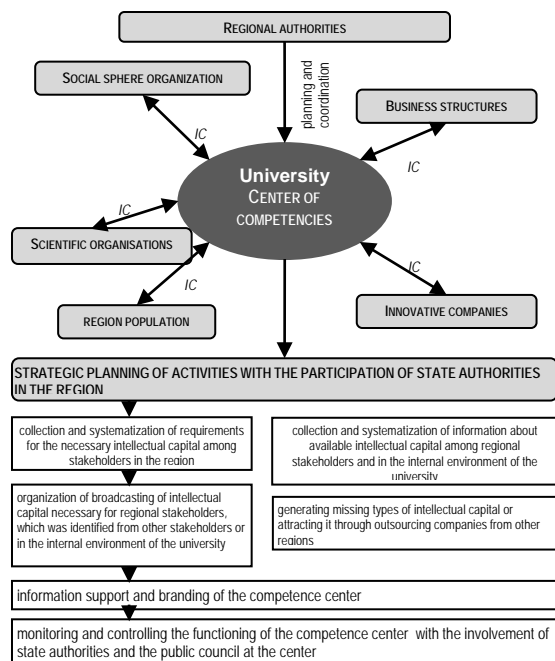 REGIONAL AUTHORITIES
SOCIAL SPHERE ORGANIZATION
planning and
coordination
BUSINESS STRUCTURES
IC
IC
University
CENTER OF
COMPETENCIES
IC
SCIENTIFIC ORGANISATIONS
IC
IC
REGION POPULATION
INNOVATIVE COMPANIES
STRATEGIC PLANNING OF ACTIVITIES WITH THE PARTICIPATION OF STATE AUTHORITIES
IN THE REGION
collection and systematization of requirements
for the necessary intellectual capital among
stakeholders in the region
collection and systematization of information about
available intellectual capital among regional
stakeholders and in the internal environment of the
university
organization of broadcasting of intellectual
capital necessary for regional stakeholders,
which was identified from other stakeholders or
in the internal environment of the university
generating missing types of intellectual capital or
attracting it through outsourcing companies from other
regions
information support and branding of the competence center
monitoring and controlling the functioning of the competence center with the involvement of
state authorities and the public council at the center